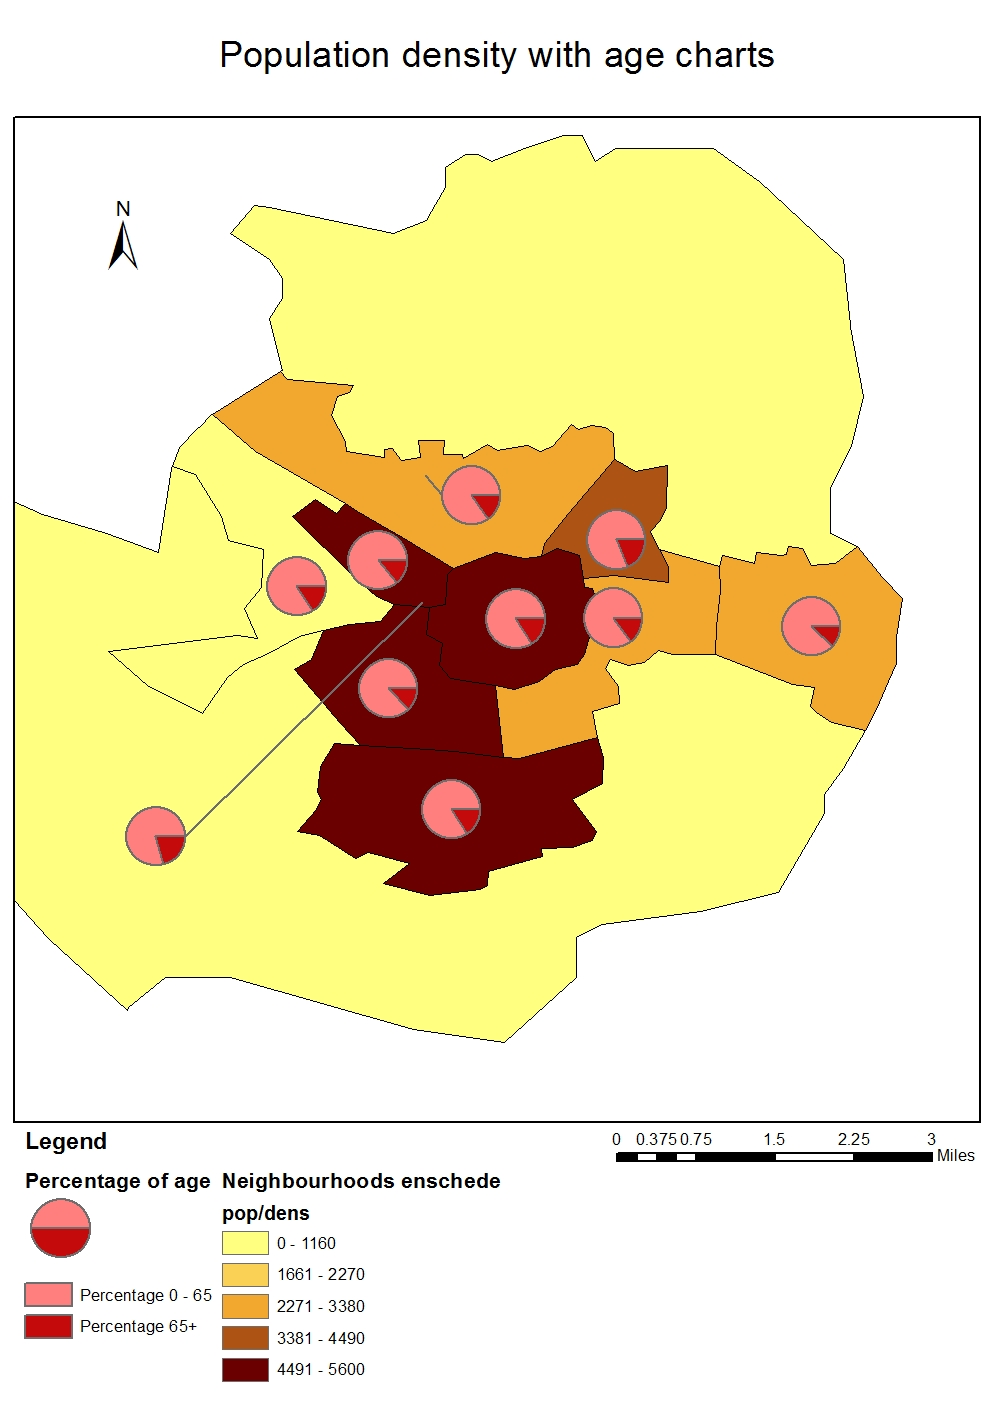 Population density with age charts
N
Legend
0 0.375 0.75 1.5 2.25 3
Miles
Percentage of age
Neighbourhoods enschede
pop/dens
0 - 1160
1661 - 2270
2271 - 3380
3381 - 4490
4491 - 5600
Percentage 0 - 65
Percentage 65+